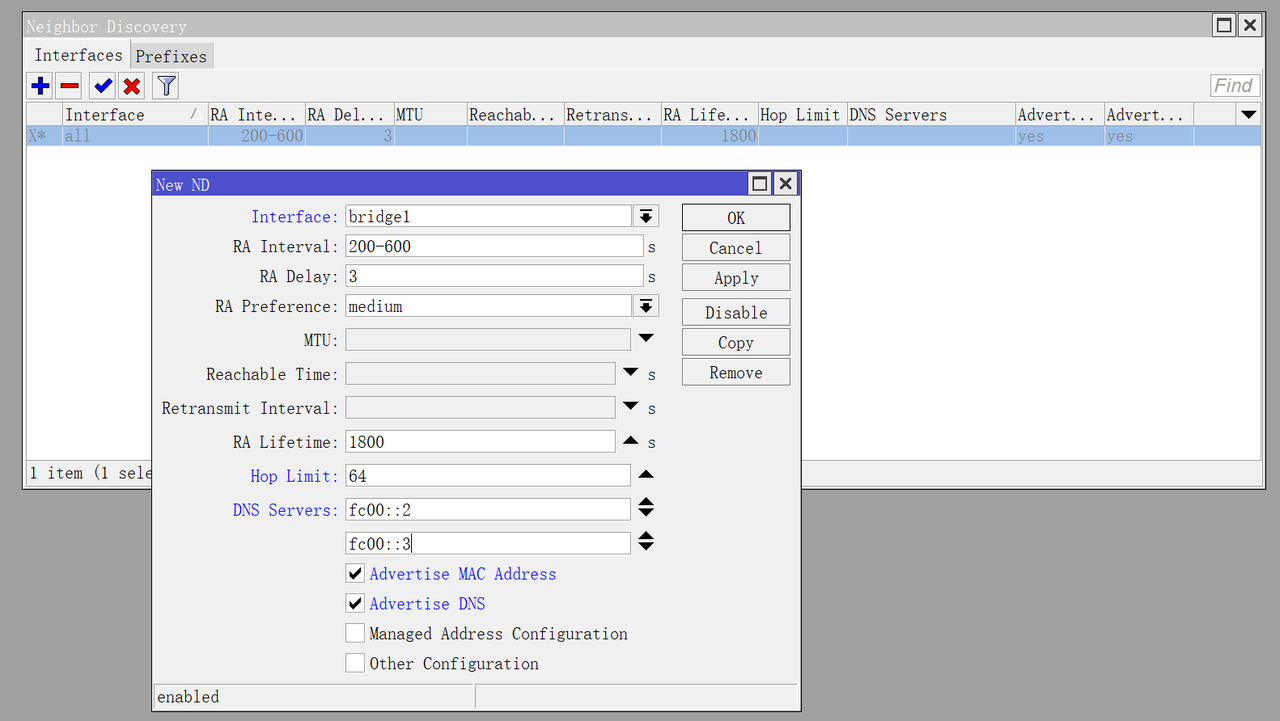 Neighbor Discovery
Interfaces Prefixes
Find
Interface RA Inte... RA Del... MTU Reachab... Retrans... RA Life... Hop Limit DNS Servers Advert... Advert...
X* all 200-600 3 1800 yes yes
New ND
Interface: bridge1 OK
RA Interval: 200-600 s Cancel
RA Delay: 3 s Apply
RA Preference: medium Disable
MTU: Copy
Reachable Time: s Remove
Retransmit Interval: s
RA Lifetime: 1800 s
Hop Limit: 64
1 item (1 sele
DNS Servers: fc00::2
fc00::3
Advertise MAC Address
Advertise DNS
Managed Address Configuration
Other Configuration
enabled